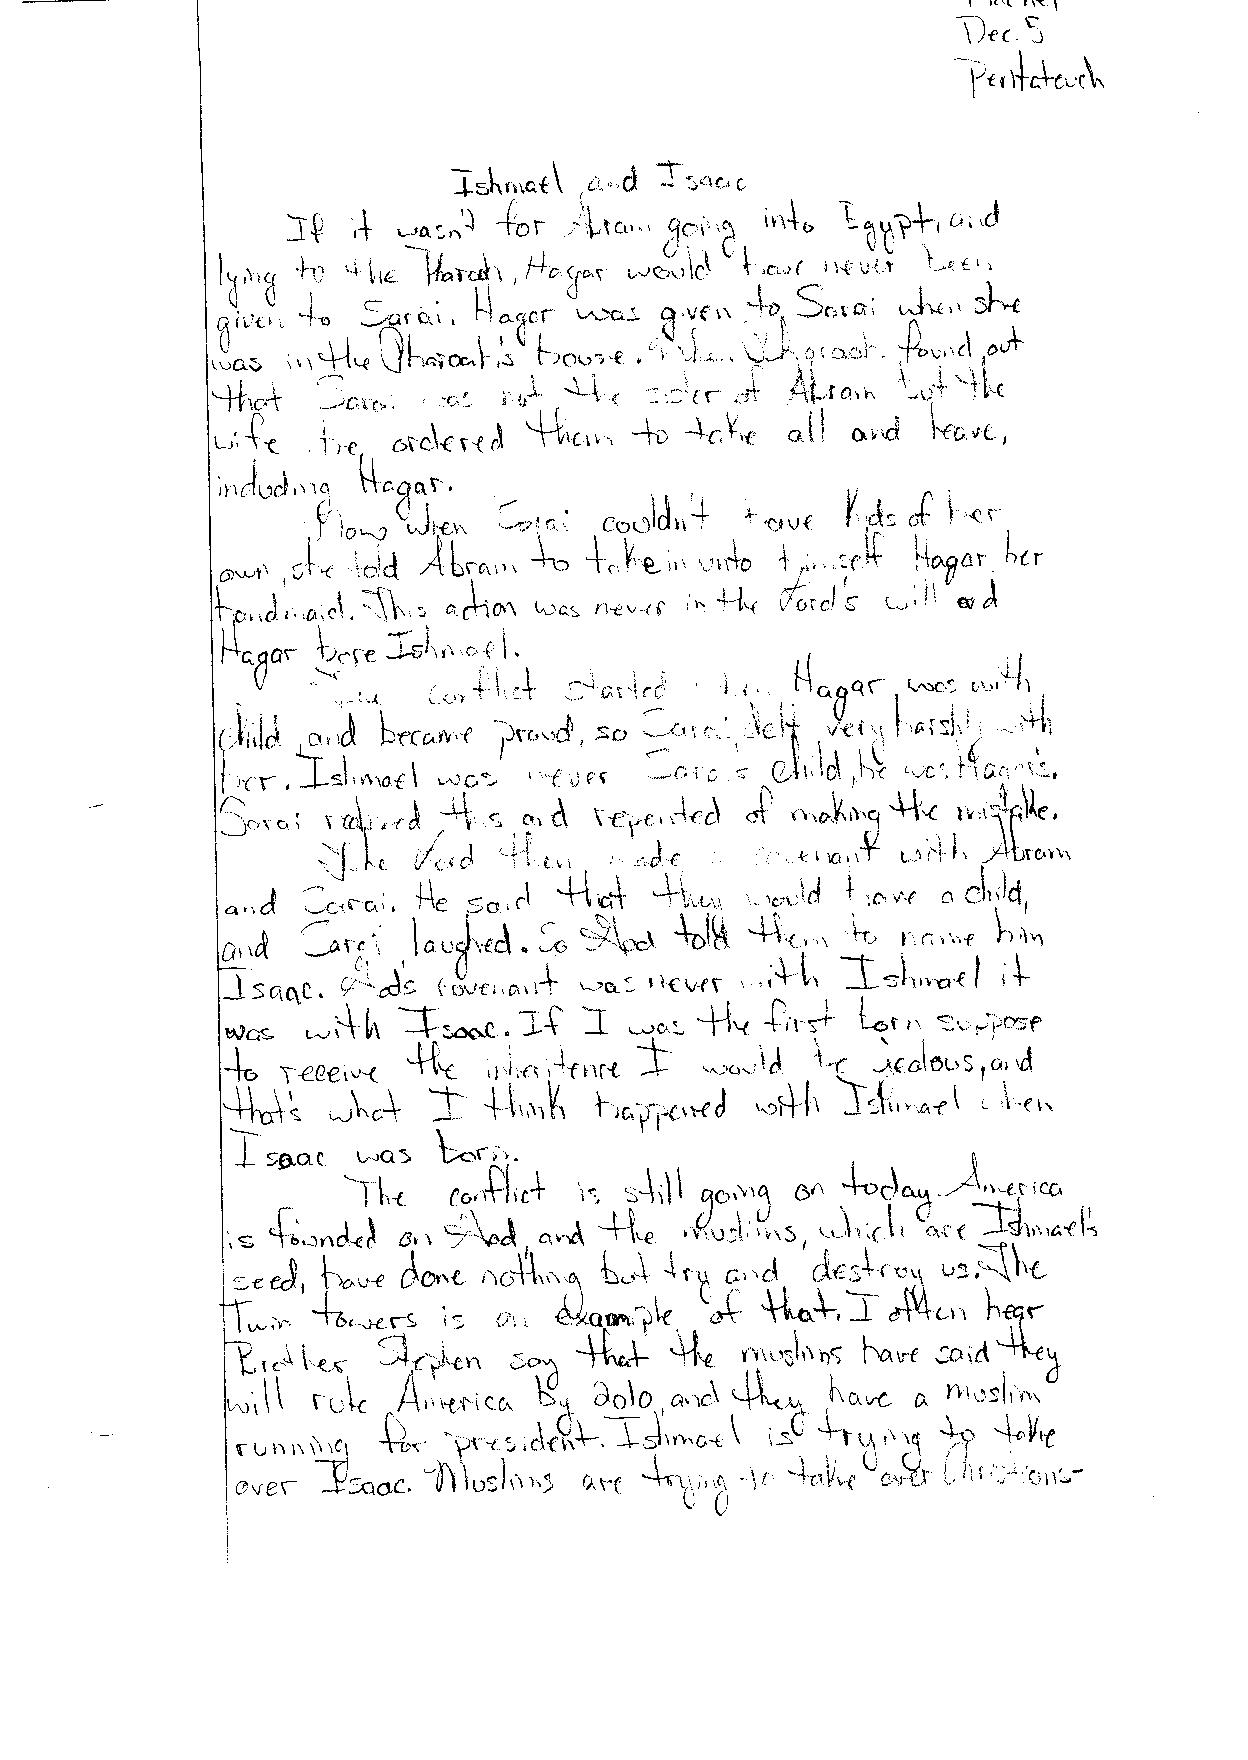 Dec. 5
Pentateuch
Ishmael and Isaac
If it wasn't for Abram going into Egypt, and
lying to the Pharoh, Hagar would have never been
given to Sarai. Hagar was given to Sarai when she
was in the Pharoah's house. When Pharoah found out
that Sarai was not the sister of Abram but the
wife he ordered them to take all and leave,
including Hagar.
Now when Sarai couldn't have kids of her
own, she told Abram to take in unto himself Hagar her
handmaid. This action was never in the Lord's will and
Hagar bore Ishmael.
conflict started when Hagar was with
child, and became proud, so Sarai delt very harshly with
her. Ishmael was never Sarai's child, he was Hagar's.
Sarai realized this and repented of making the mistake.
The Lord then made a covenant with Abram
and Sarai. He said that they would have a child,
and Sarai laughed. So God told them to name him
Isaac. God's covenant was never with Ishmael it
was with Isaac. If I was the first born suppose
to receive the inheritence I would be jealous, and
that's what I think happened with Ishmael when
Isaac was born.
The conflict is still going on today. America
is founded on God, and the muslims, which are Ishmael's
seed, have done nothing but try and destroy us. The
Twin towers is an example of that. I often hear
Brother Stephen say that the muslims have said they
will rule America by 2010, and they have a muslim
running for president. Ishmael is trying to take
over Isaac. Muslims are trying to take over Christians-